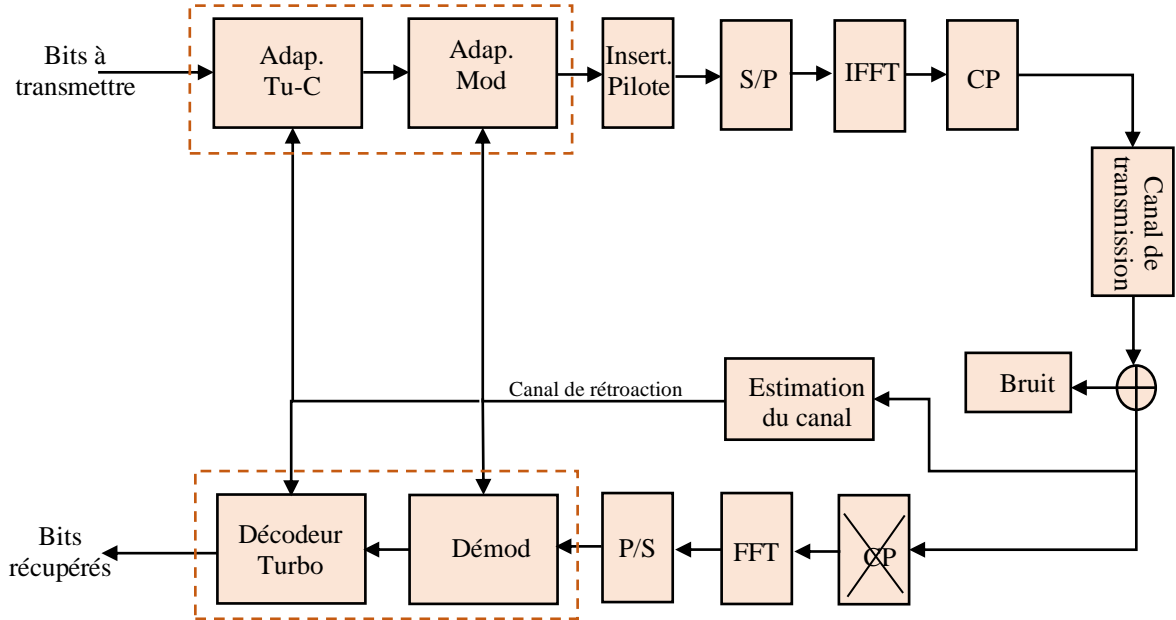 Bits à
transmettre
Adap.
Tu-C
Adap.
Mod
Insert.
Pilote
S/P
IFFT
CP
Canal de
transmission
Bruit
Estimation
du canal
Canal de rétroaction
Bits
récupérés
Décodeur
Turbo
Démod
P/S
FFT
CP